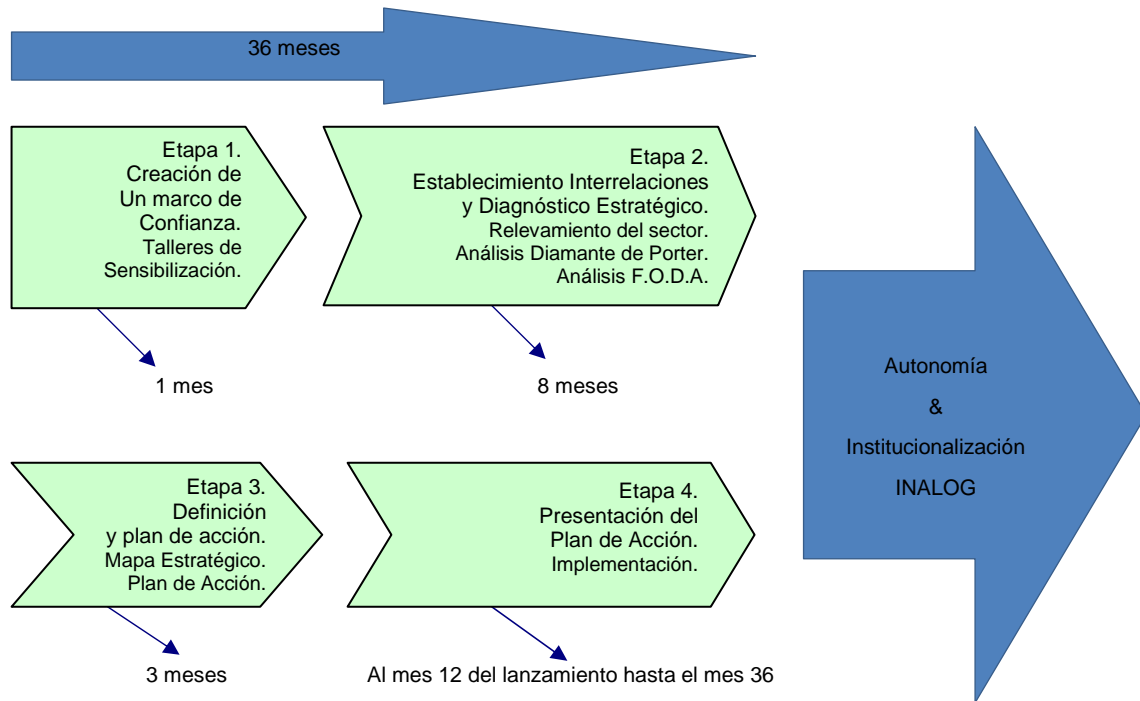 36 meses
Etapa 1.
Creación de
Un marco de
Confianza.
Talleres de
Sensibilización.
1 mes
Etapa 2.
Establecimiento Interrelaciones
y Diagnóstico Estratégico.
Relevamiento del sector.
Análisis Diamante de Porter.
Análisis F.O.D.A.
8 meses
Etapa 3.
Definición
y plan de acción.
Mapa Estratégico.
Plan de Acción.
3 meses
Etapa 4.
Presentación del
Plan de Acción.
Implementación.
Al mes 12 del lanzamiento hasta el mes 36
Autonomía
&
Institucionalización
INALOG